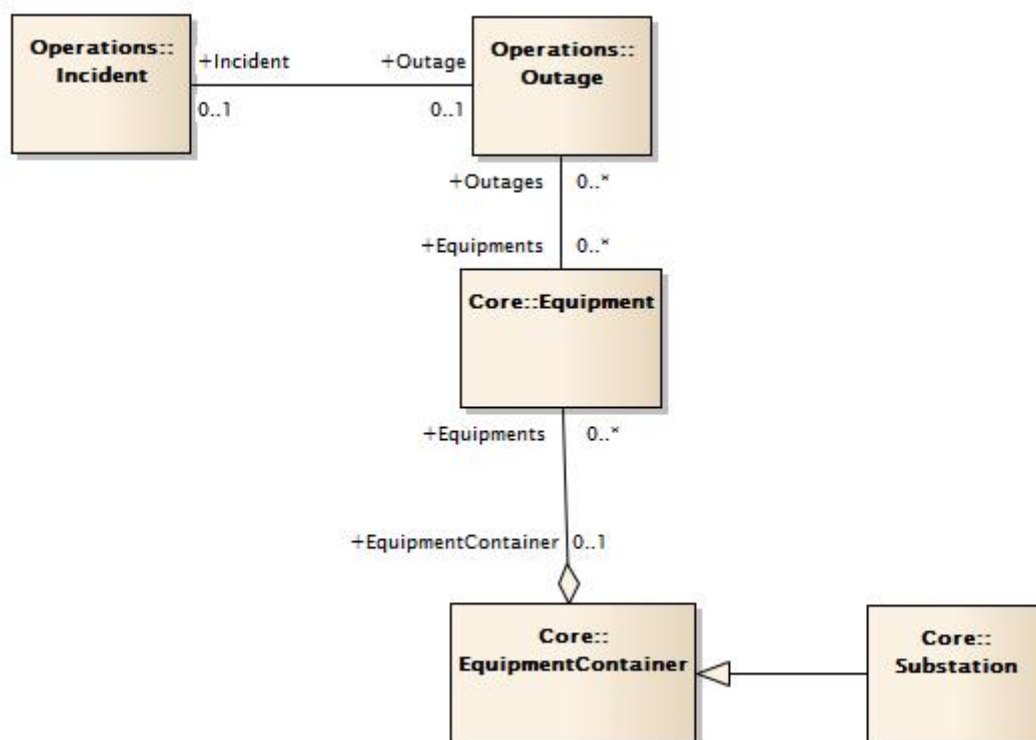 Operations::
Incident
+Incident
+Outage
0..1
0..1
Operations::
Outage
+Outages
0..*
+Equipments
0..*
Core::Equipment
+Equipments
0..*
+EquipmentContainer
0..1
Core::
EquipmentContainer
Core::
Substation